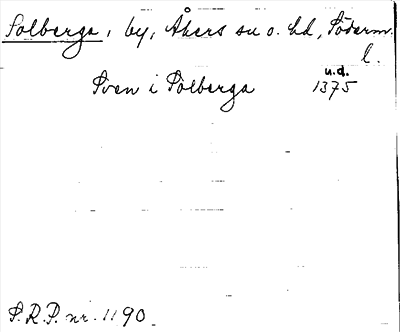 Solberga, by, Åkers sn o. hd, Söderm.
l.
u.d.
Sven i Solberga 1375
S.R.P. nr. 1190.